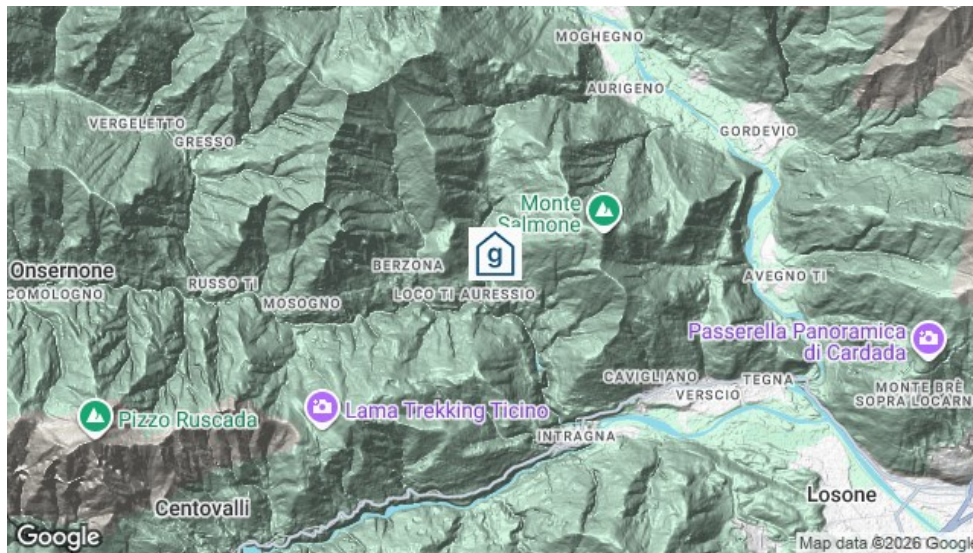 MOGHEGNO
AURIGENO
GORDEVIO
VERGELETTO
GRESSO
Monte
Salmone
g
BERZONA
Onsernone
COMOLOGNO
RUSSO TI
MOSOGNO
LOCO TI
AURESSIO
AVEGNO TI
Passerella Panoramica
di Cardada
CAVIGLIANO
TEGNA
VERSCIO
MONTE BRÈ
SOPRA LOCARN
Pizzo Ruscada
Lama Trekking Ticino
INTRAGNA
Centovalli
Losone
Google
Map data ©2026 Google